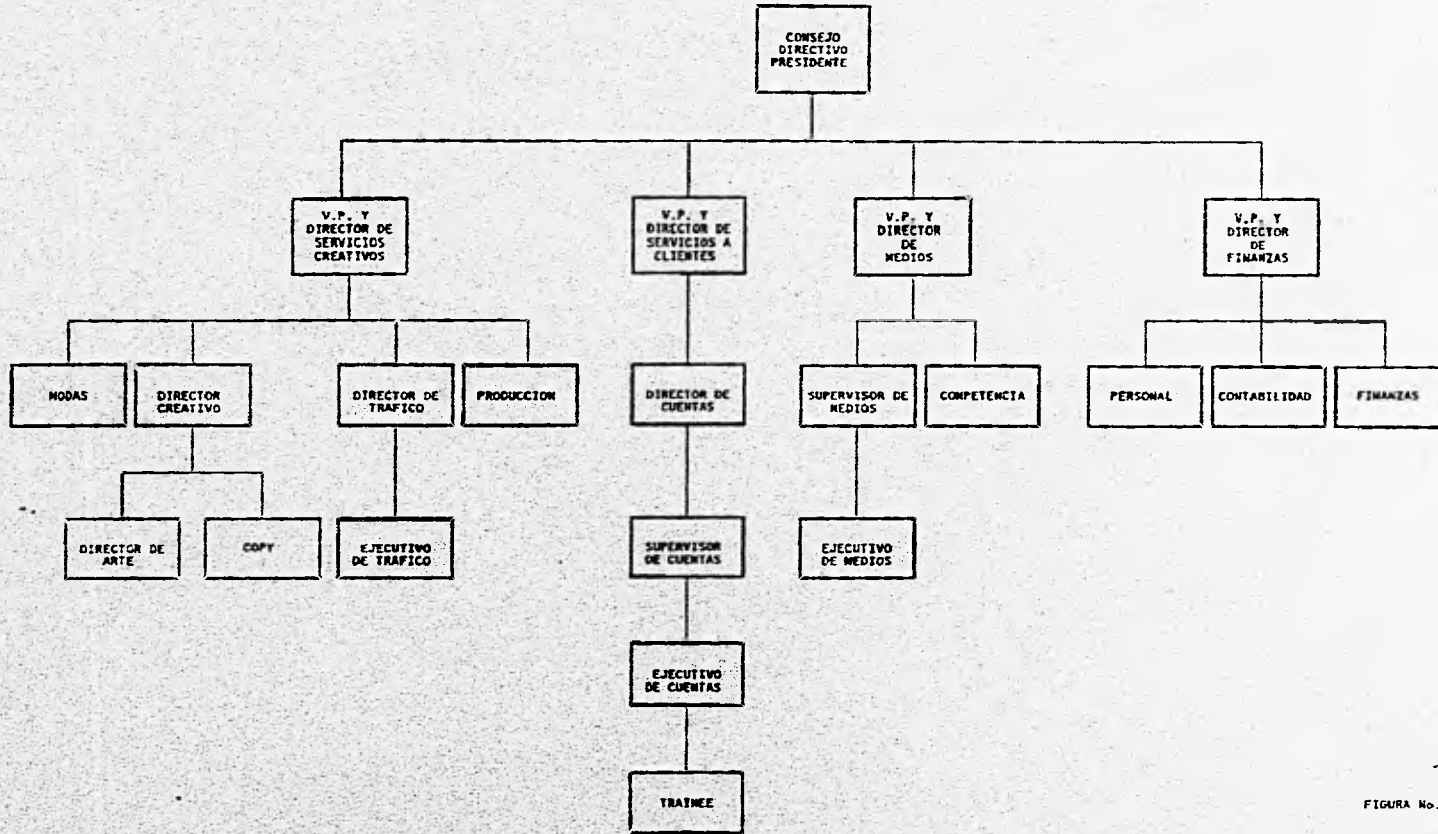 CONSEJO
DIRECTIVO
PRESIDENTE
V.P. Y
DIRECTOR DE
SERVICIOS
CREATIVOS
V.P. Y
DIRECTOR DE
SERVICIOS A
CLIENTES
V.P. Y
DIRECTOR
DE
MEDIOS
V.P. Y
DIRECTOR
DE
FINANZAS
MODAS
DIRECTOR
CREATIVO
DIRECTOR DE
TRAFICO
PRODUCCION
DIRECTOR DE
CUENTAS
SUPERVISOR DE
MEDIOS
COMPETENCIA
PERSONAL
CONTABILIDAD
FINANZAS
DIRECTOR DE
ARTE
COPY
EJECUTIVO
DE TRAFICO
SUPERVISOR
DE CUENTAS
EJECUTIVO
DE MEDIOS
EJECUTIVO
DE CUENTAS
TRAINEE
FIGURA No.